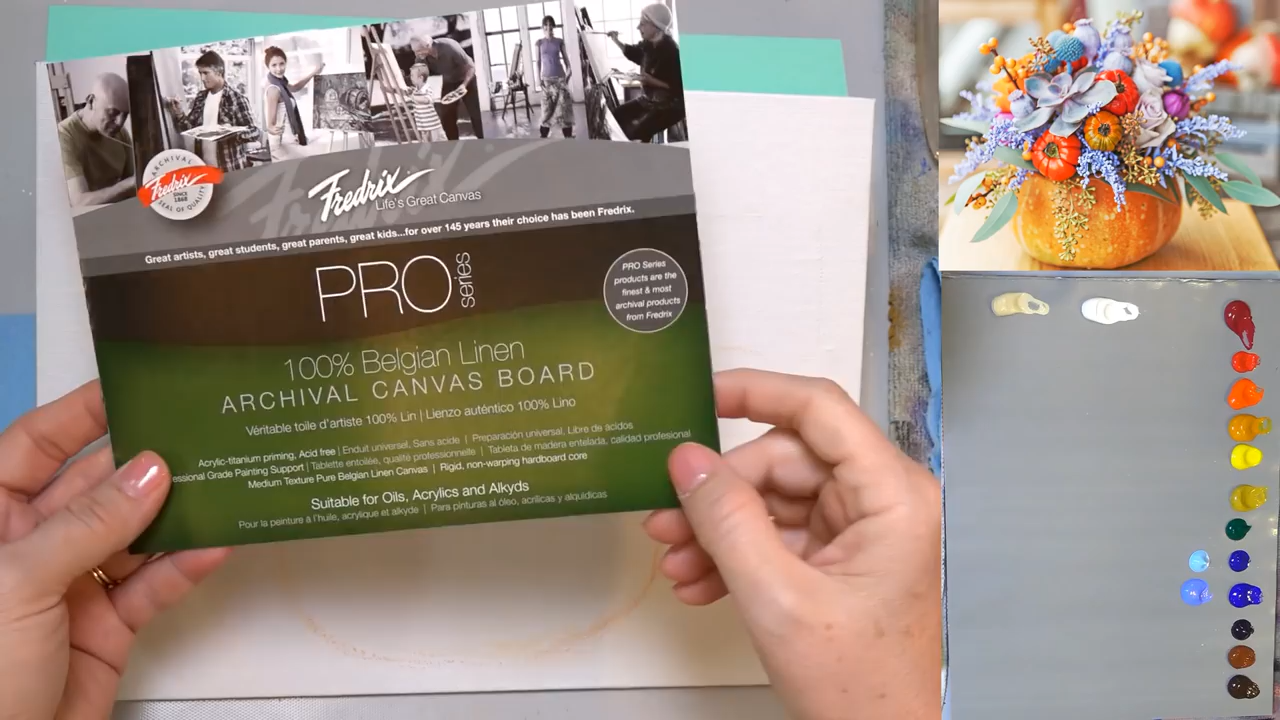 ARCHIVAL
Fredrix
SINCE
1868
SEAL OF QUALITY
Fredrix
Life's Great Canvas
Great artists, great students, great parents, great kids...for over 145 years their choice has been Fredrix.
PRO series
PRO Series
products are the
finest & most
archival products
from Fredrix
100% Belgian Linen
ARCHIVAL CANVAS BOARD
Véritable toile d'artiste 100% Lin | Lienzo auténtico 100% Lino
Acrylic-titanium priming, Acid free | Enduit universel, Sans acide | Preparación universal, Libre de ácidos
essional Grade Painting Support | Tablette entoilée, qualité professionnelle | Tableta de madera entelada, calidad profesional
Medium Texture Pure Belgian Linen Canvas | Rigid, non-warping hardboard core
Suitable for Oils, Acrylics and Alkyds
Pour la peinture à l'huile, acrylique et alkyde | Para pinturas al óleo, acrílicas y alquídicas